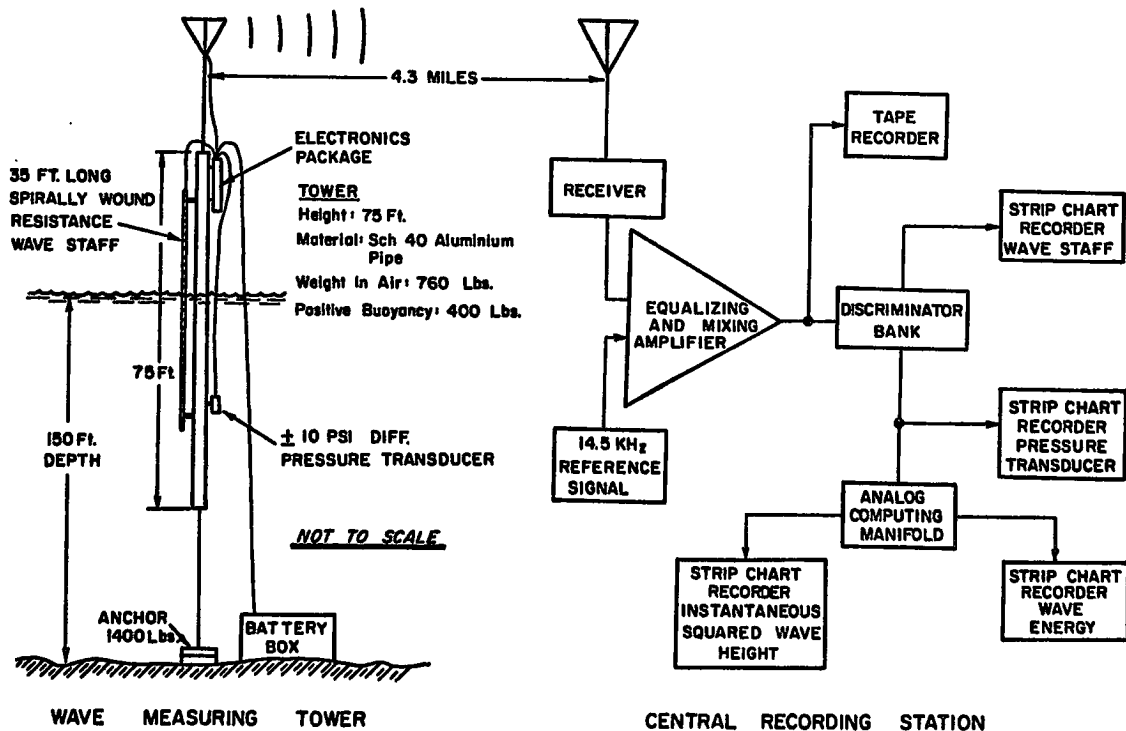 4.3 MILES
ELECTRONICS
PACKAGE
35 FT. LONG
SPIRALLY WOUND
RESISTANCE
WAVE STAFF
TOWER
Height: 75 Ft.
Material: Sch 40 Aluminium
Pipe
Weight In Air: 760 Lbs.
Positive Buoyancy: 400 Lbs.
75 Ft.
150 Ft.
DEPTH
± 10 PSI DIFF.
PRESSURE TRANSDUCER
NOT TO SCALE
ANCHOR
1400 Lbs.
BATTERY
BOX
WAVE MEASURING TOWER
RECEIVER
TAPE
RECORDER
EQUALIZING
AND MIXING
AMPLIFIER
14.5 KHz
REFERENCE
SIGNAL
STRIP CHART
RECORDER
WAVE STAFF
DISCRIMINATOR
BANK
STRIP CHART
RECORDER
PRESSURE
TRANSDUCER
ANALOG
COMPUTING
MANIFOLD
STRIP CHART
RECORDER
INSTANTANEOUS
SQUARED WAVE
HEIGHT
STRIP CHART
RECORDER
WAVE
ENERGY
CENTRAL RECORDING STATION